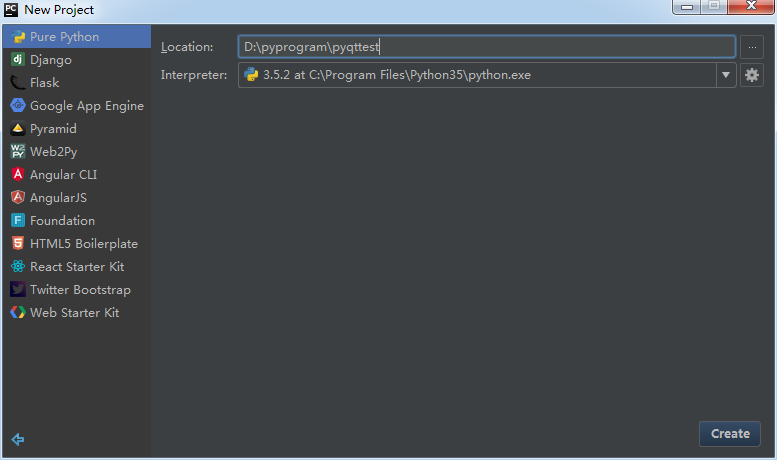 PC New Project
Pure Python
Django
Flask
Google App Engine
Pyramid
Web2Py
Angular CLI
AngularJS
Foundation
HTML5 Boilerplate
React Starter Kit
Twitter Bootstrap
Web Starter Kit
Location: D:\pyprogram\pyqttest ...
Interpreter: 3.5.2 at C:\Program Files\Python35\python.exe
Create